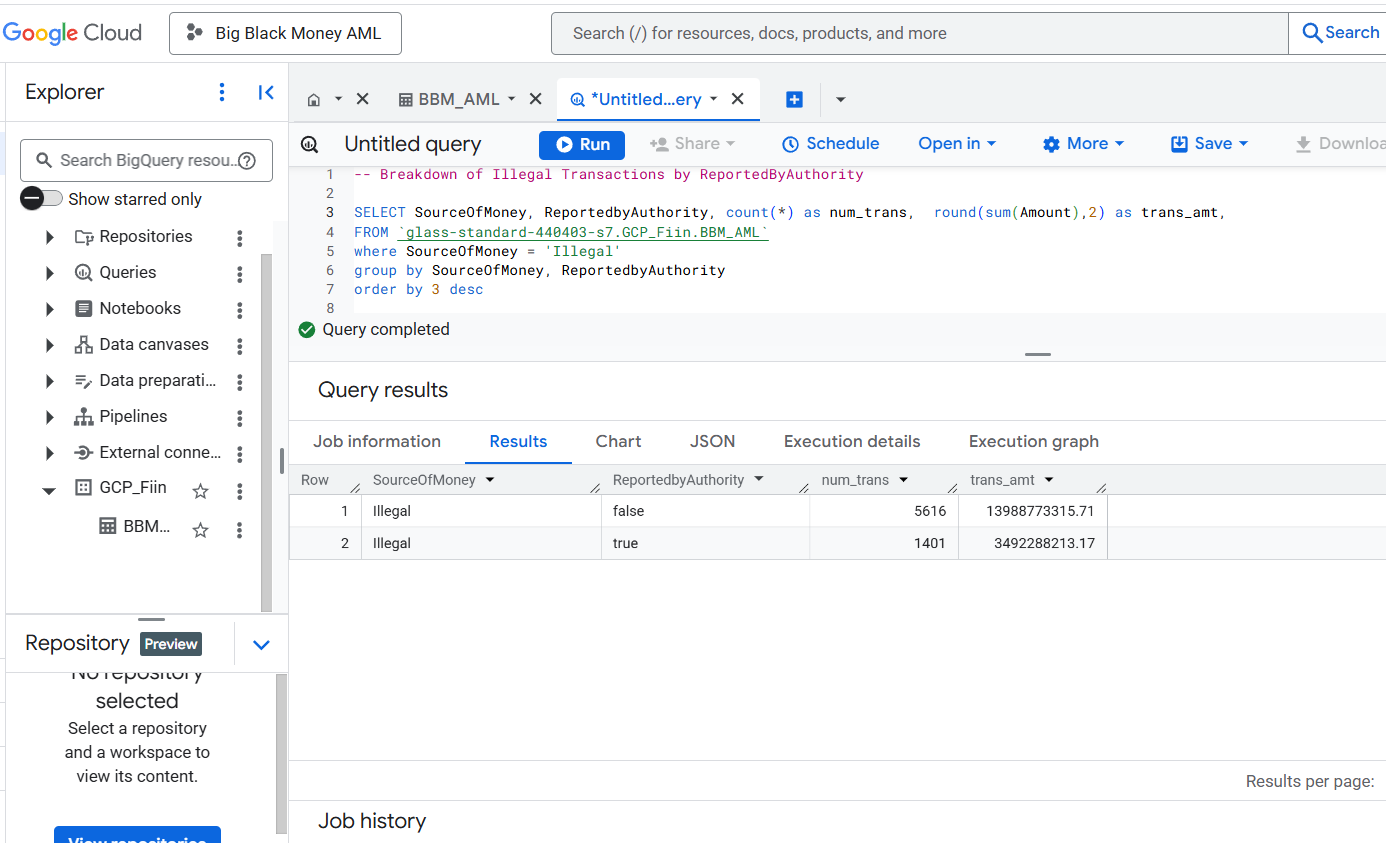 Google Cloud
Big Black Money AML
Search (/) for resources, docs, products, and more
Search
Explorer
Search BigQuery resou..
Show starred only
Repositories
Queries
Notebooks
Data canvases
Data preparati...
Pipelines
External conne...
GCP_Fiin
BBM...
Repository Preview
No repository
selected
Select a repository
and a workspace to
view its content.
View repositories
BBM_AML
*Untitled...ery
Untitled query
Run
Share
Schedule
Open in
More
Save
Downloa
1 -- Breakdown of Illegal Transactions by ReportedByAuthority
2
3 SELECT SourceOfMoney, ReportedbyAuthority, count(*) as num_trans,  round(sum(Amount),2) as trans_amt,
4 FROM `glass-standard-440403-s7.GCP_Fiin.BBM_AML`
5 where SourceOfMoney = 'Illegal'
6 group by SourceOfMoney, ReportedbyAuthority
7 order by 3 desc
8
Query completed
Query results
Job information
Results
Chart
JSON
Execution details
Execution graph
Row SourceOfMoney ReportedbyAuthority num_trans trans_amt
1 Illegal false 5616 13988773315.71
2 Illegal true 1401 3492288213.17
Results per page:
Job history